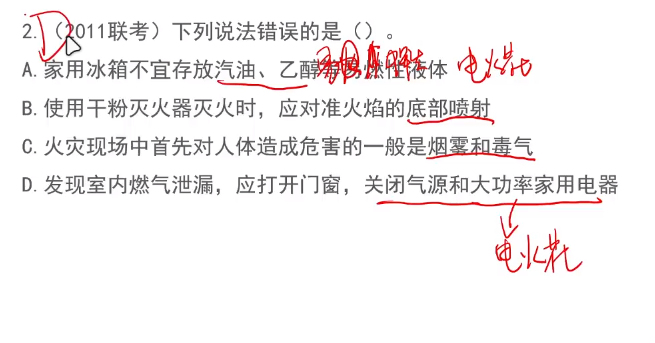 D
2.（2011联考）下列说法错误的是（）。
A. 家用冰箱不宜存放汽油、乙醇等易燃性液体 电火花
B. 使用干粉灭火器灭火时，应对准火焰的底部喷射
C. 火灾现场中首先对人体造成危害的一般是烟雾和毒气
D. 发现室内燃气泄漏，应打开门窗，关闭气源和大功率家用电器
电火花